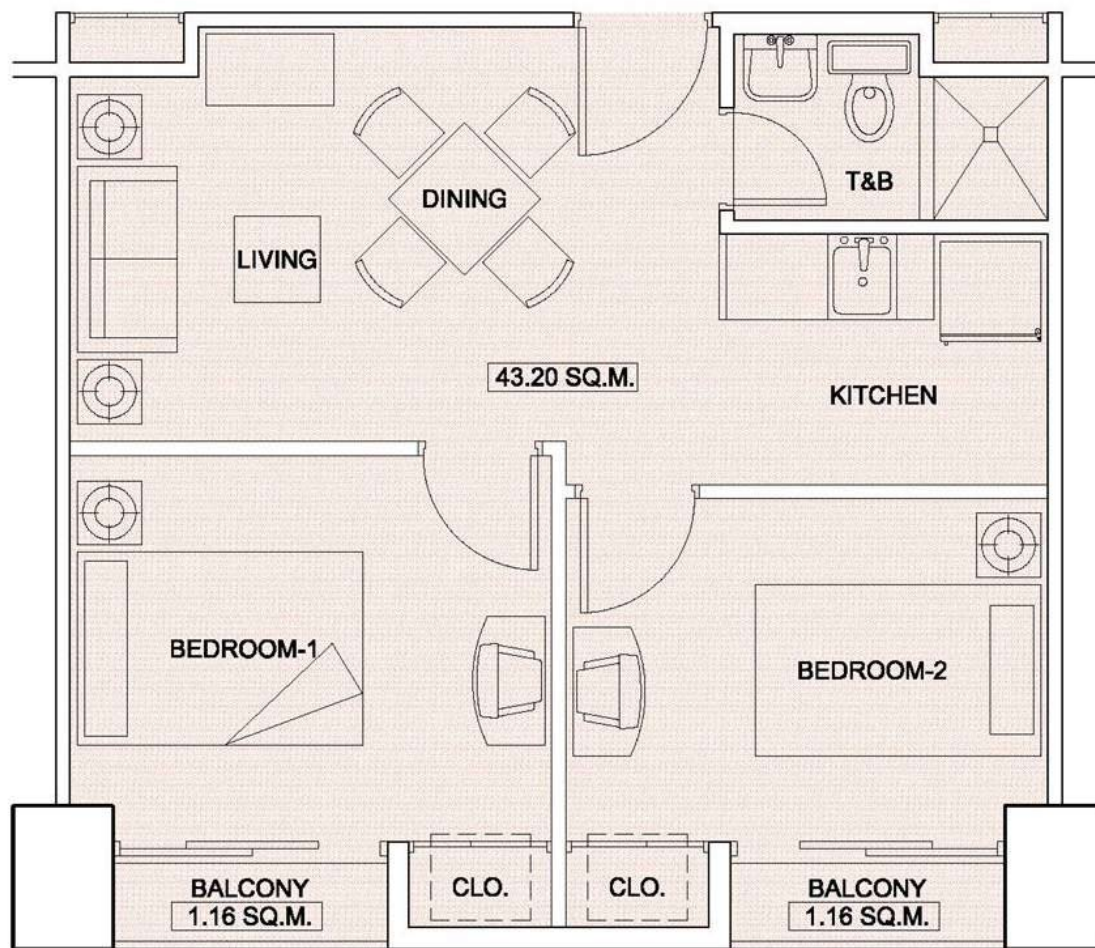 T&B
DINING
LIVING
43.20 SQ.M.
KITCHEN
BEDROOM-1
BEDROOM-2
BALCONY
1.16 SQ.M.
CLO.
CLO.
BALCONY
1.16 SQ.M.